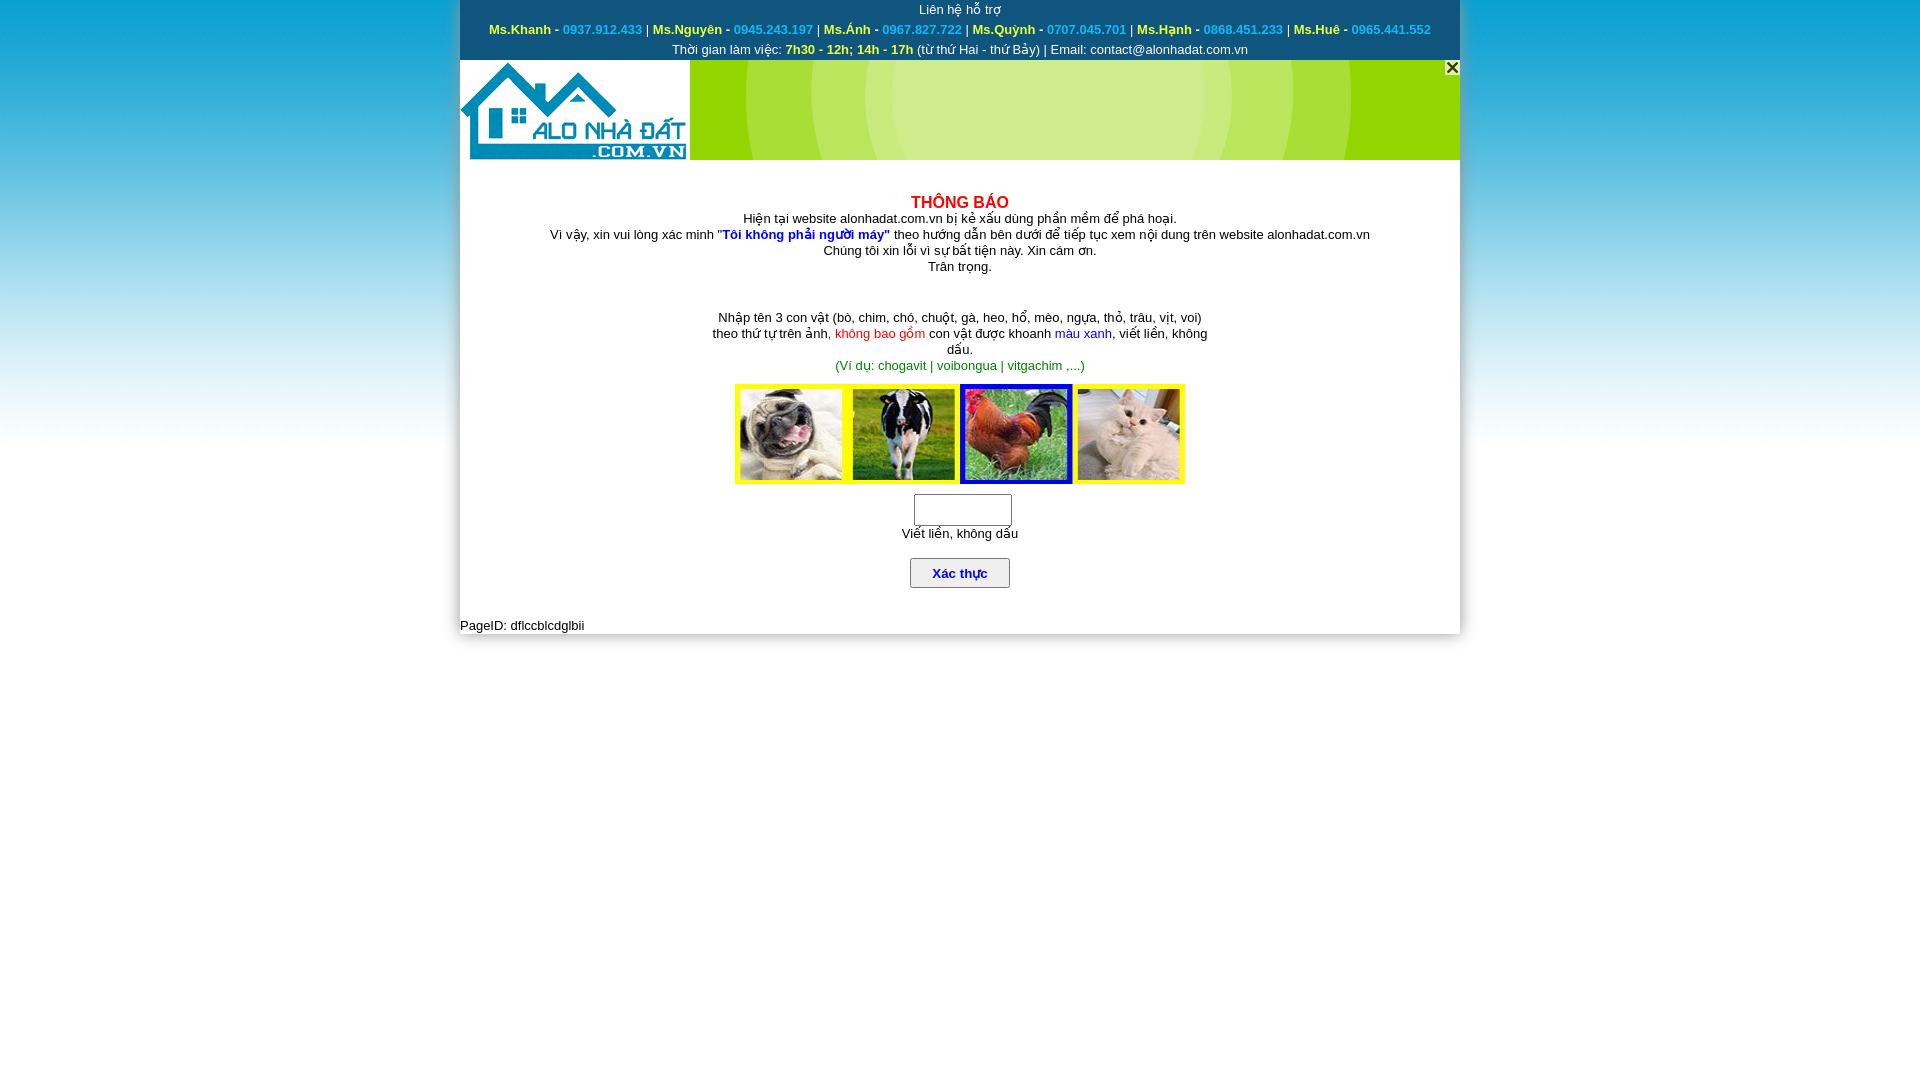 Liên hệ hỗ trợ
Ms.Khanh - 0937.912.433 | Ms.Nguyên - 0945.243.197 | Ms.Ánh - 0967.827.722 | Ms.Quỳnh - 0707.045.701 | Ms.Hạnh - 0868.451.233 | Ms.Huê - 0965.441.552
Thời gian làm việc: 7h30 - 12h; 14h - 17h (từ thứ Hai - thứ Bảy) | Email: contact@alonhadat.com.vn
ALO NHÀ ĐẤT
.COM.VN
THÔNG BÁO
Hiện tại website alonhadat.com.vn bị kẻ xấu dùng phần mềm để phá hoại.
Vì vậy, xin vui lòng xác minh "Tôi không phải người máy" theo hướng dẫn bên dưới để tiếp tục xem nội dung trên website alonhadat.com.vn
Chúng tôi xin lỗi vì sự bất tiện này. Xin cám ơn.
Trân trọng.
Nhập tên 3 con vật (bò, chim, chó, chuột, gà, heo, hổ, mèo, ngựa, thỏ, trâu, vịt, voi)
theo thứ tự trên ảnh, không bao gồm con vật được khoanh màu xanh, viết liền, không
dấu.
(Ví dụ: chogavit | voibongua | vitgachim ,...)
Viết liền, không dấu
Xác thực
PageID: dflccblcdglbii